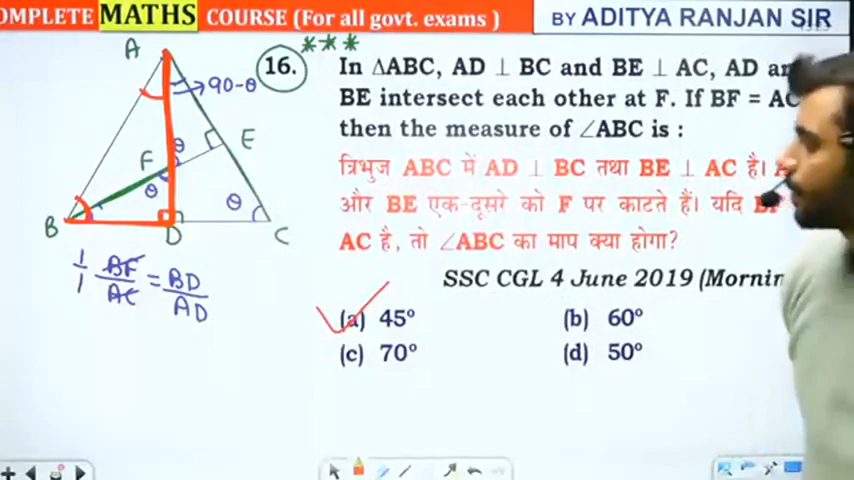 OMPLETE MATHS COURSE (For all govt. exams )
BY ADITYA RANJAN SIR
16.
In ΔABC, AD ⊥ BC and BE ⊥ AC, AD an
BE intersect each other at F. If BF = AC
then the measure of ∠ABC is :
त्रिभुज ABC में AD ⊥ BC तथा BE ⊥ AC है।
और BE एक-दूसरे को F पर काटते हैं। यदि BF
AC है, तो ∠ABC का माप क्या होगा?
SSC CGL 4 June 2019 (Mornin
(a) 45° (b) 60°
(c) 70° (d) 50°
A
90-θ
E
F θ
θ θ
B D C
1/1 BF/AC = BD/AD